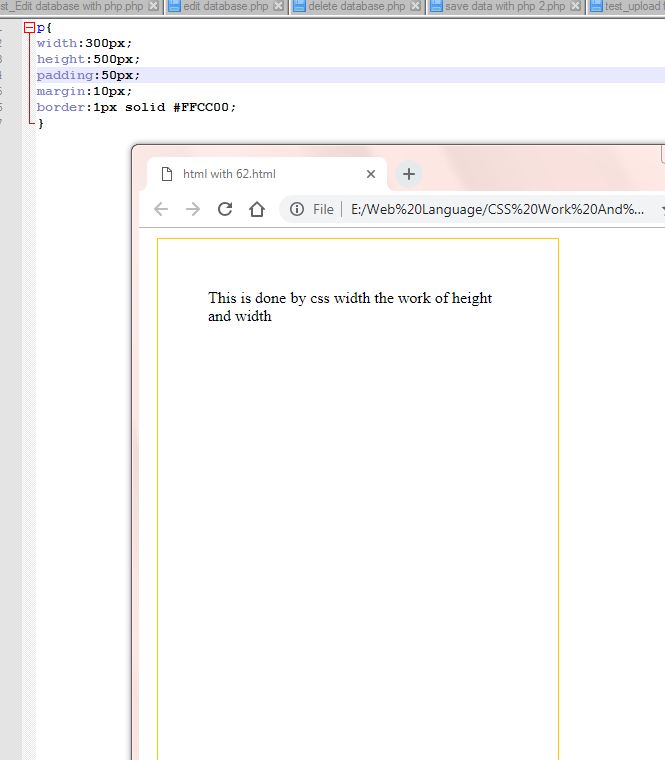 st_Edit database with php.php edit database.php delete database.php save data with php 2.php test_upload
p{
width:300px;
height:500px;
padding:50px;
margin:10px;
border:1px solid #FFCC00;
}
html with 62.html
File E:/Web%20Language/CSS%20Work%20And%...
This is done by css width the work of height
and width